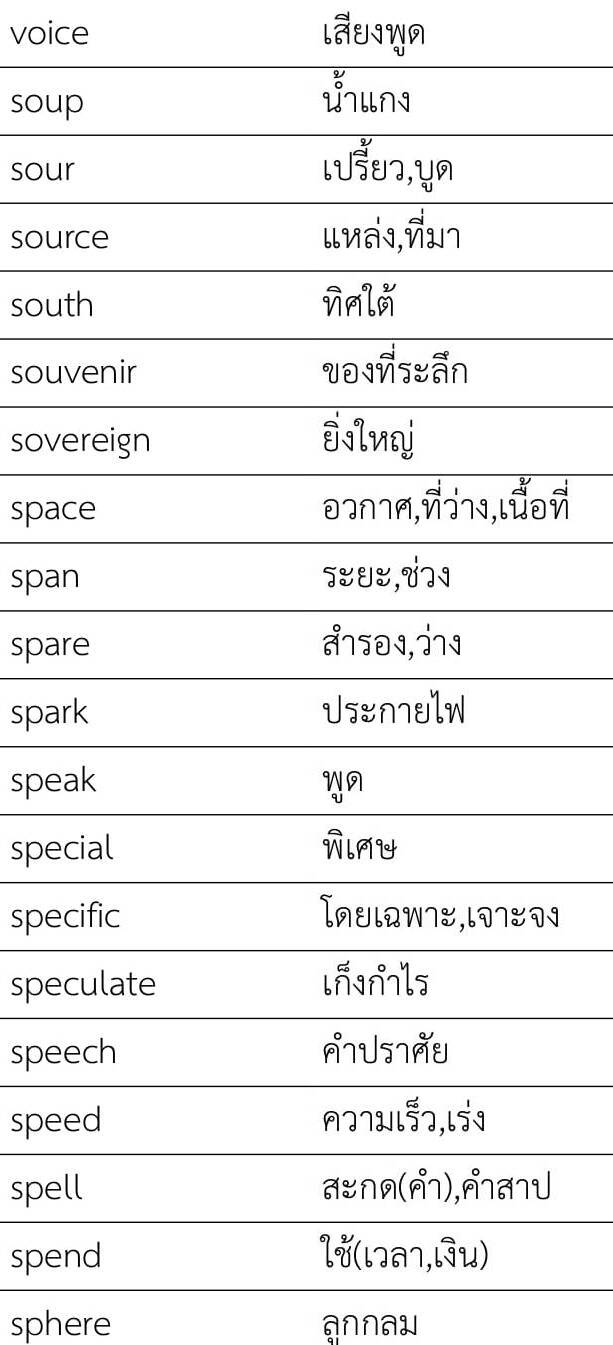 voice เสียงพูด
soup น้ำแกง
sour เปรี้ยว,บูด
source แหล่ง,ที่มา
south ทิศใต้
souvenir ของที่ระลึก
sovereign ยิ่งใหญ่
space อวกาศ,ที่ว่าง,เนื้อที่
span ระยะ,ช่วง
spare สำรอง,ว่าง
spark ประกายไฟ
speak พูด
special พิเศษ
specific โดยเฉพาะ,เจาะจง
speculate เก็งกำไร
speech คำปราศัย
speed ความเร็ว,เร่ง
spell สะกด(คำ),คำสาป
spend ใช้(เวลา,เงิน)
sphere ลูกกลม